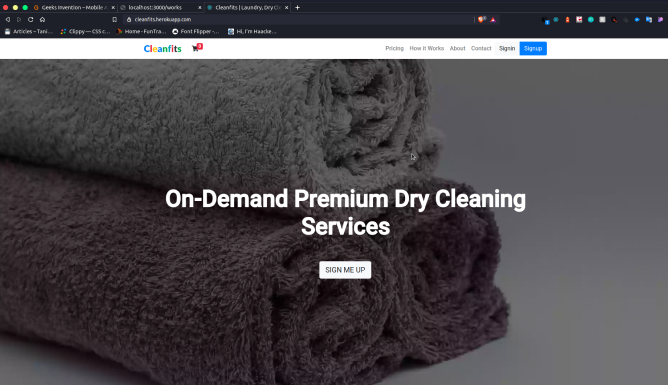 Geeks Invention – Mobile A
localhost:3000/works
Cleanfits | Laundry, Dry Cl
cleanfits.herokuapp.com
Articles – Tani...
Clippy — CSS c...
Home - FunTra...
Font Flipper -...
Hi, I'm Haacke...
Cleanfits
Pricing
How it Works
About
Contact
Signin
Signup
On-Demand Premium Dry Cleaning
Services
SIGN ME UP